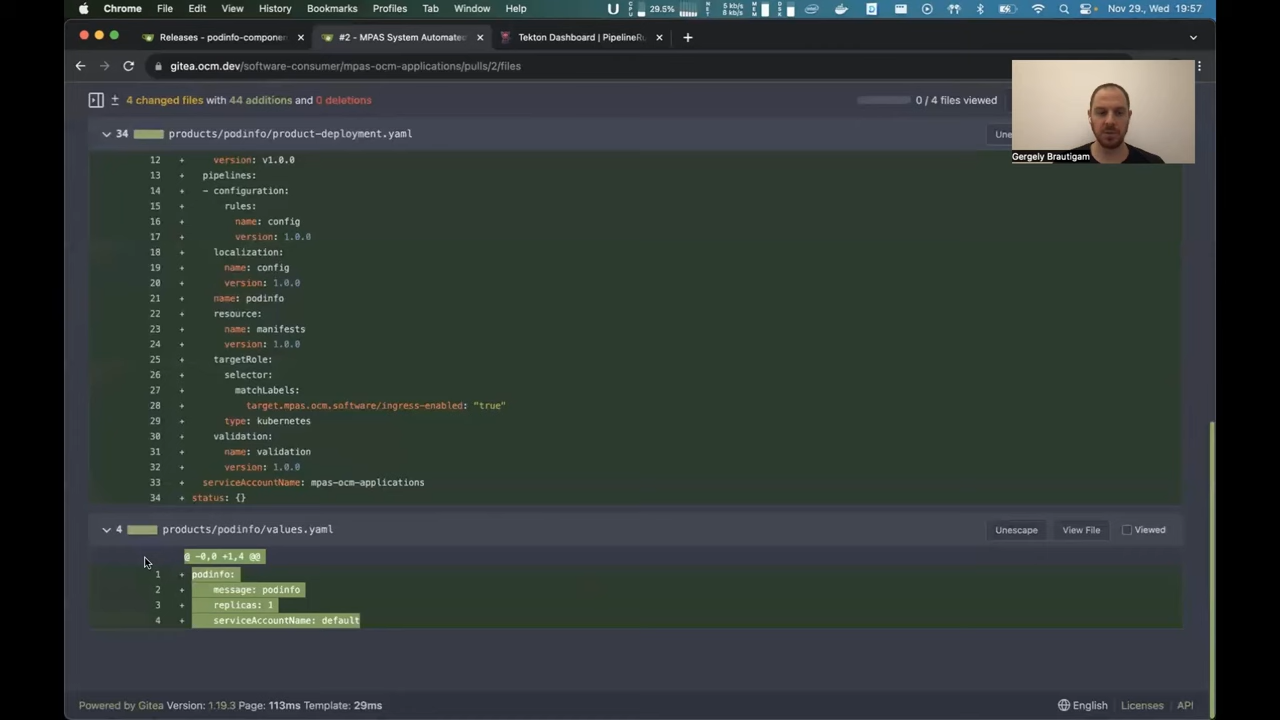 Chrome File Edit View History Bookmarks Profiles Tab Window Help 29.5% 5 kb/s 8 kb/s Nov 29., Wed 19:57
Releases - podinfo-componen
#2 - MPAS System Automated
Tekton Dashboard | PipelineRu
gitea.ocm.dev/software-consumer/mpas-ocm-applications/pulls/2/files
4 changed files with 44 additions and 0 deletions
0 / 4 files viewed
34 products/podinfo/product-deployment.yaml
Une
Gergely Brautigam
12 + version: v1.0.0
13 + pipelines:
14 + - configuration:
15 + rules:
16 + name: config
17 + version: 1.0.0
18 + localization:
19 + name: config
20 + version: 1.0.0
21 + name: podinfo
22 + resource:
23 + name: manifests
24 + version: 1.0.0
25 + targetRole:
26 + selector:
27 + matchLabels:
28 + target.mpas.ocm.software/ingress-enabled: "true"
29 + type: kubernetes
30 + validation:
31 + name: validation
32 + version: 1.0.0
33 + serviceAccountName: mpas-ocm-applications
34 + status: {}
4 products/podinfo/values.yaml
Unescape View File Viewed
@ -0,0 +1,4 @@
1 + podinfo:
2 + message: podinfo
3 + replicas: 1
4 + serviceAccountName: default
Powered by Gitea Version: 1.19.3 Page: 113ms Template: 29ms
English Licenses API